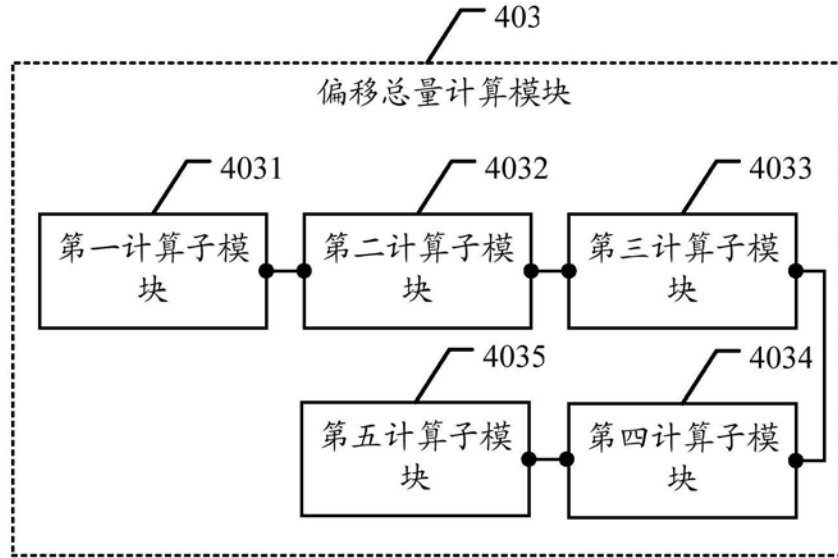 403
偏移总量计算模块
4031
4032
4033
第一计算子模
块
第二计算子模
块
第三计算子模
块
4035
4034
第五计算子模
块
第四计算子模
块